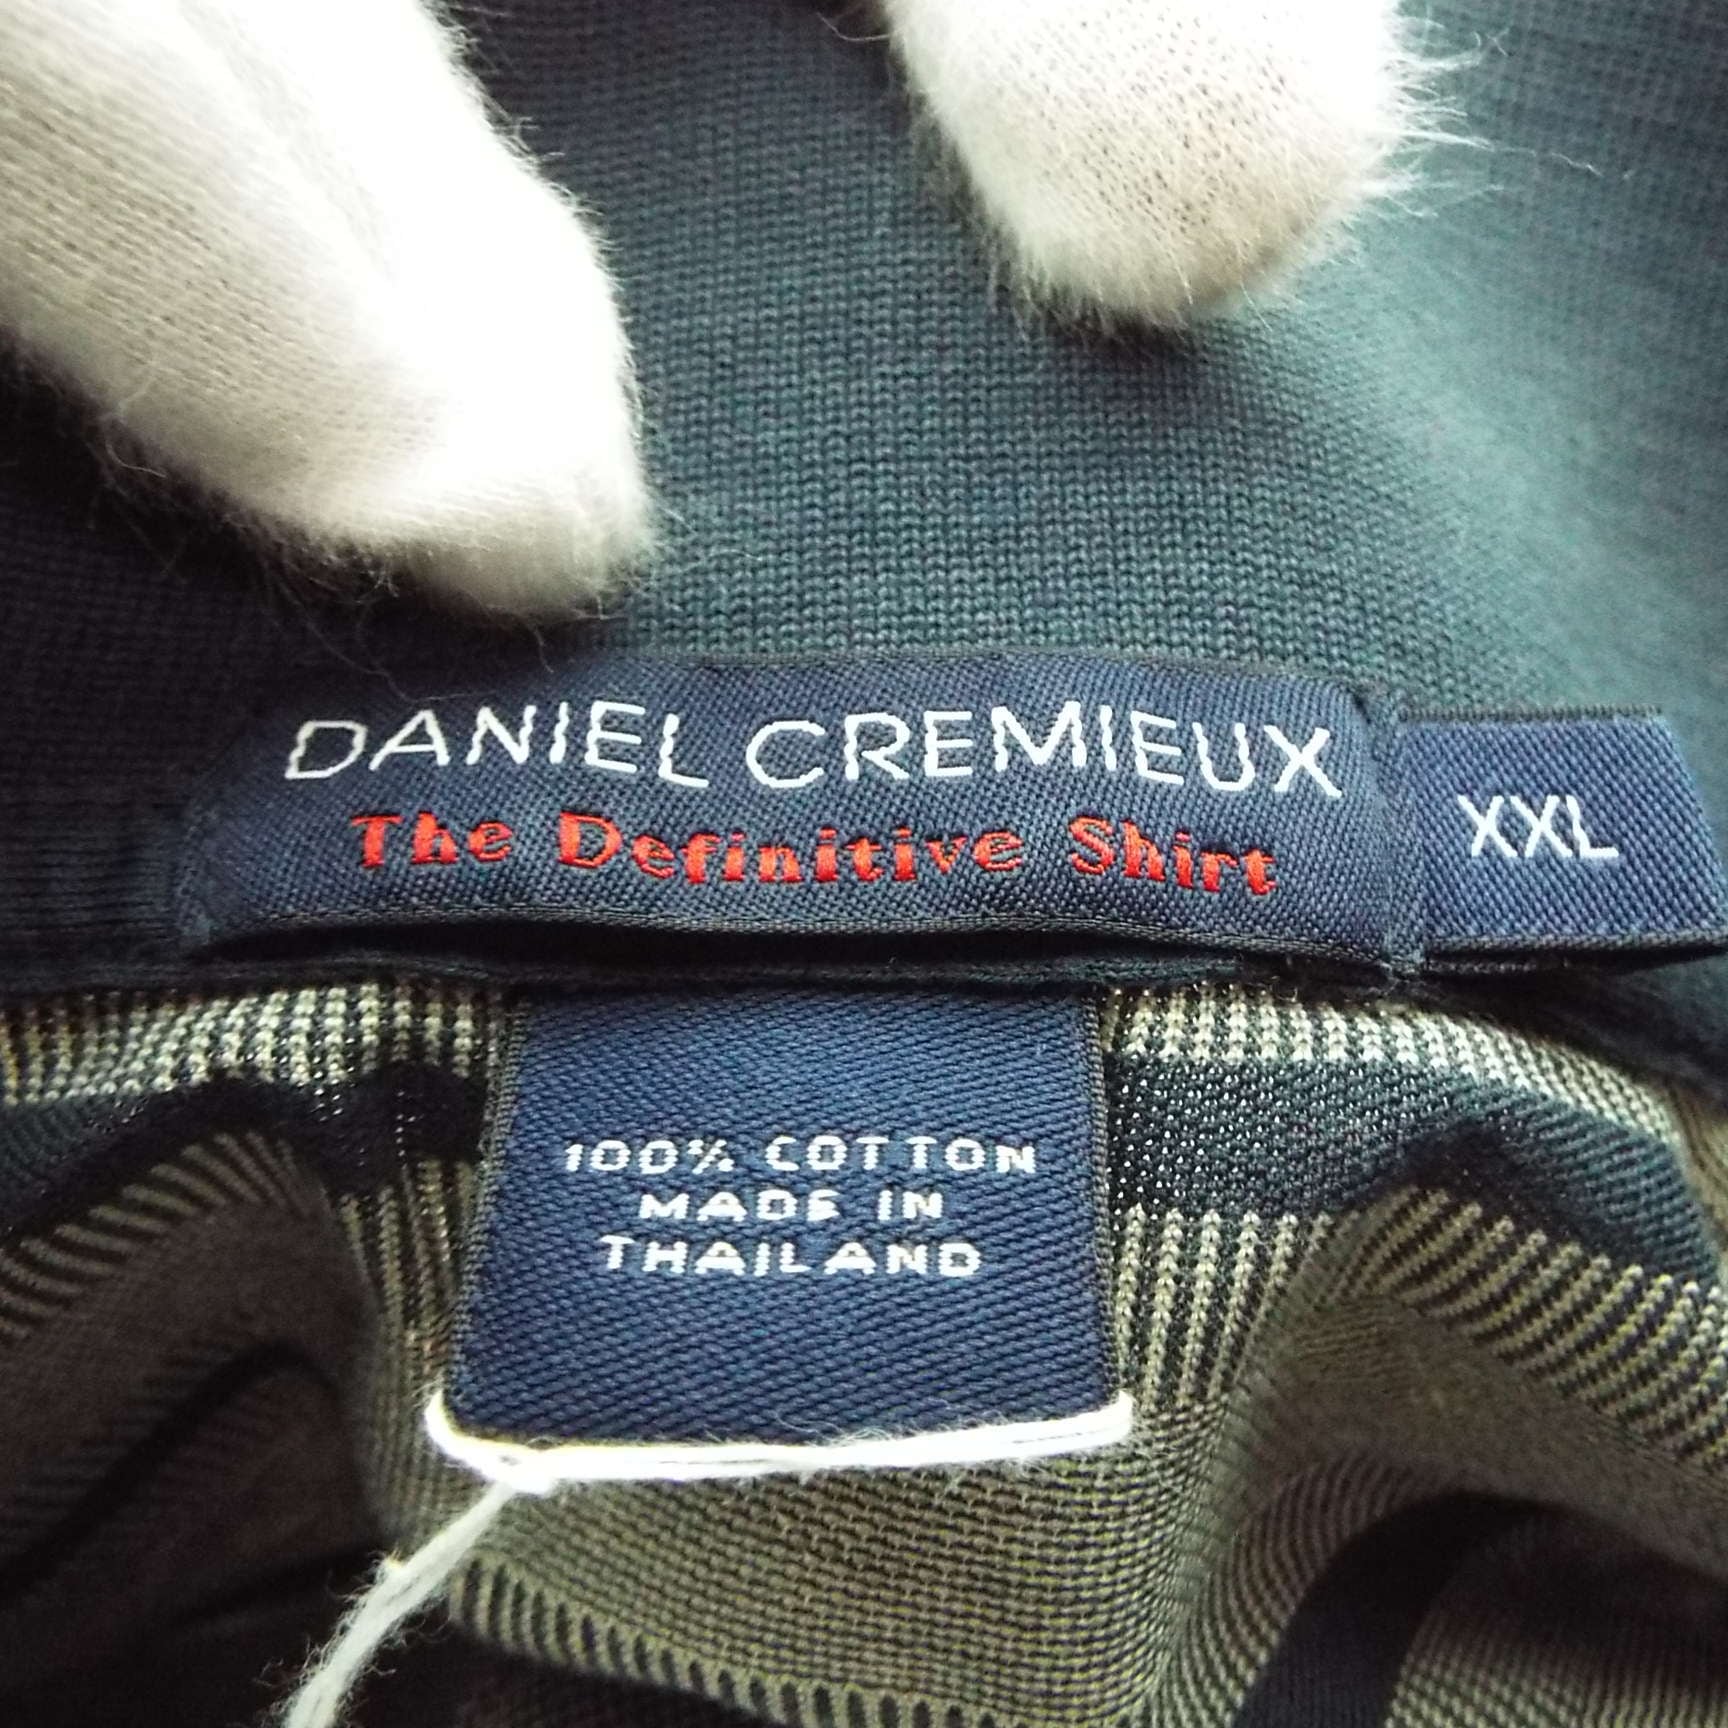 DANIEL CREMIEUX
The Definitive Shirt
XXL
100% COTTON
MADE IN
THAILAND